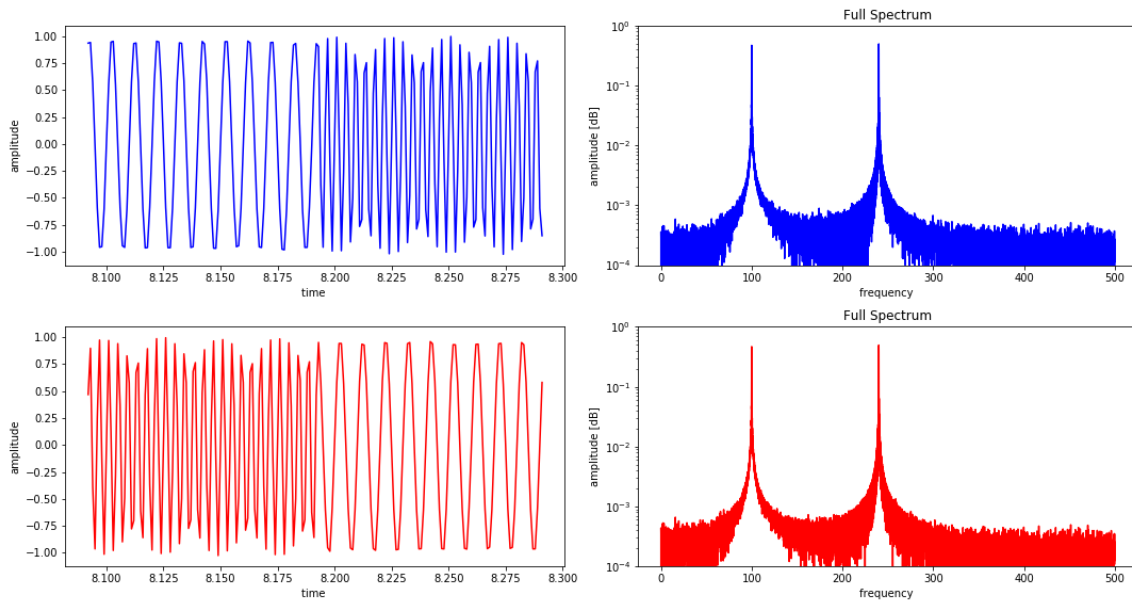 1.00
0.75
0.50
0.25
0.00
−0.25
−0.50
−0.75
−1.00
amplitude
8.100 8.125 8.150 8.175 8.200 8.225 8.250 8.275 8.300
time
Full Spectrum
10⁰
10⁻¹
10⁻²
10⁻³
10⁻⁴
amplitude [dB]
0 100 200 300 400 500
frequency
1.00
0.75
0.50
0.25
0.00
−0.25
−0.50
−0.75
−1.00
amplitude
8.100 8.125 8.150 8.175 8.200 8.225 8.250 8.275 8.300
time
Full Spectrum
10⁰
10⁻¹
10⁻²
10⁻³
10⁻⁴
amplitude [dB]
0 100 200 300 400 500
frequency